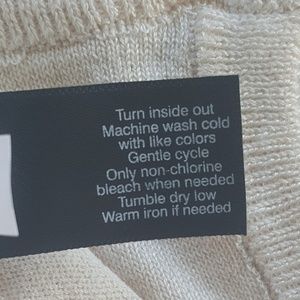 Turn inside out
Machine wash cold
with like colors
Gentle cycle
Only non-chlorine
bleach when needed
Tumble dry low
Warm iron if needed